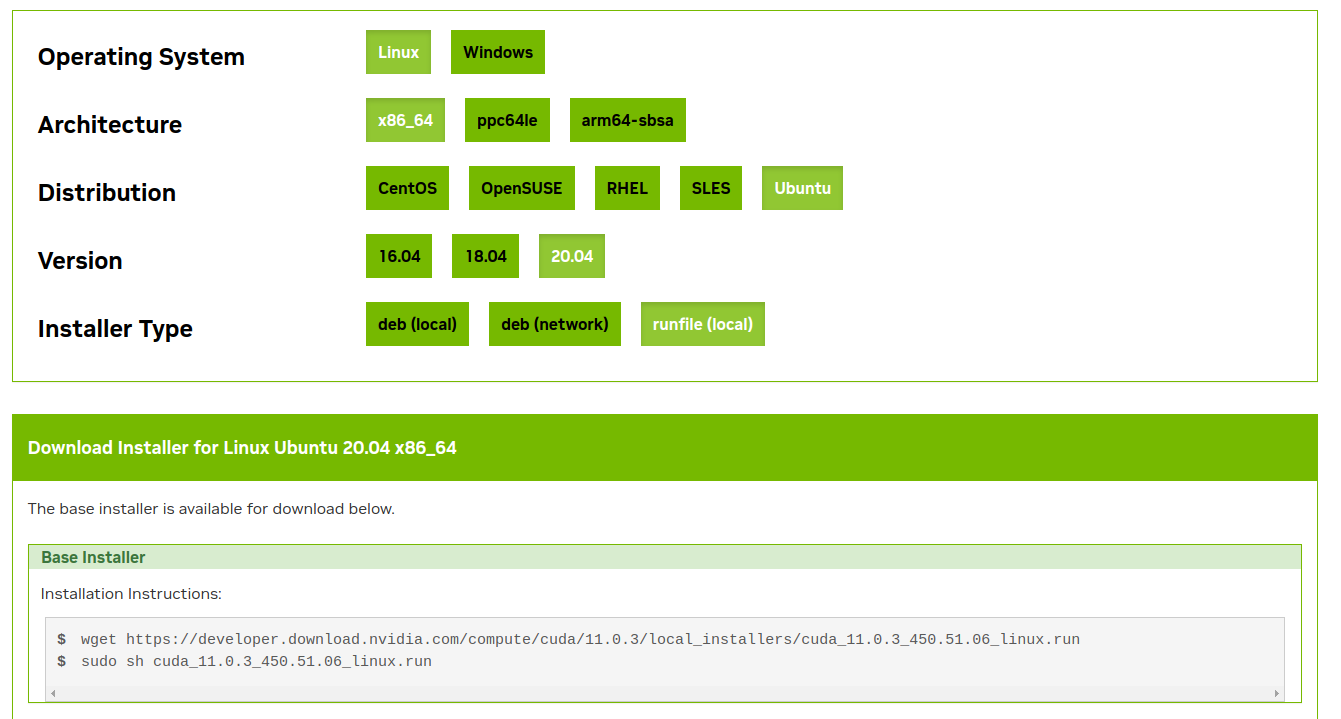 Operating System Linux Windows
Architecture x86_64 ppc64le arm64-sbsa
Distribution CentOS OpenSUSE RHEL SLES Ubuntu
Version 16.04 18.04 20.04
Installer Type deb (local) deb (network) runfile (local)
Download Installer for Linux Ubuntu 20.04 x86_64
The base installer is available for download below.
Base Installer
Installation Instructions:
$ wget https://developer.download.nvidia.com/compute/cuda/11.0.3/local_installers/cuda_11.0.3_450.51.06_linux.run
$ sudo sh cuda_11.0.3_450.51.06_linux.run